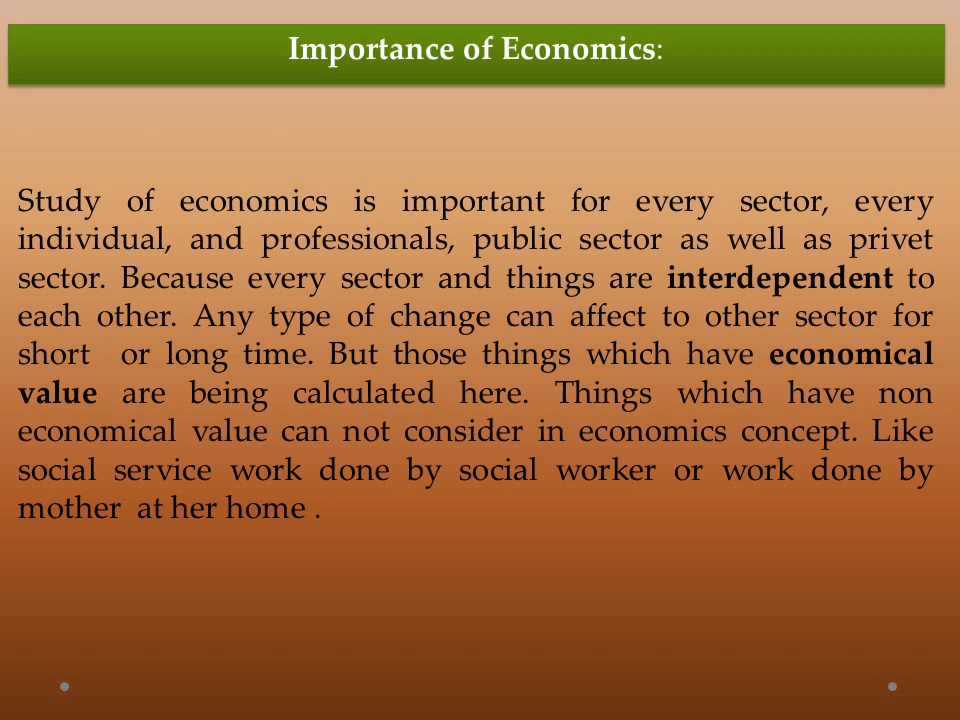 Importance of Economics:
Study of economics is important for every sector, every
individual, and professionals, public sector as well as privet
sector. Because every sector and things are interdependent to
each other. Any type of change can affect to other sector for
short or long time. But those things which have economical
value are being calculated here. Things which have non
economical value can not consider in economics concept. Like
social service work done by social worker or work done by
mother at her home .